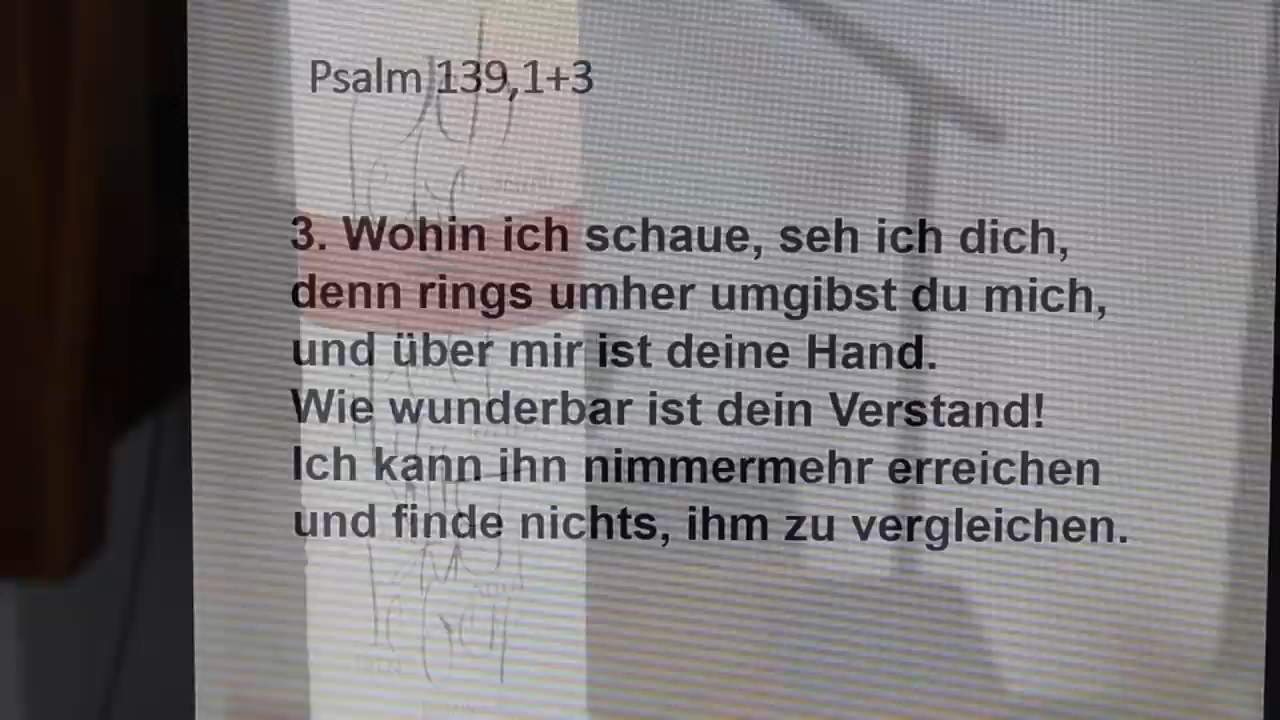 Psalm 139,1+3
3. Wohin ich schaue, seh ich dich,
denn rings umher umgibst du mich,
und über mir ist deine Hand.
Wie wunderbar ist dein Verstand!
Ich kann ihn nimmermehr erreichen
und finde nichts, ihm zu vergleichen.